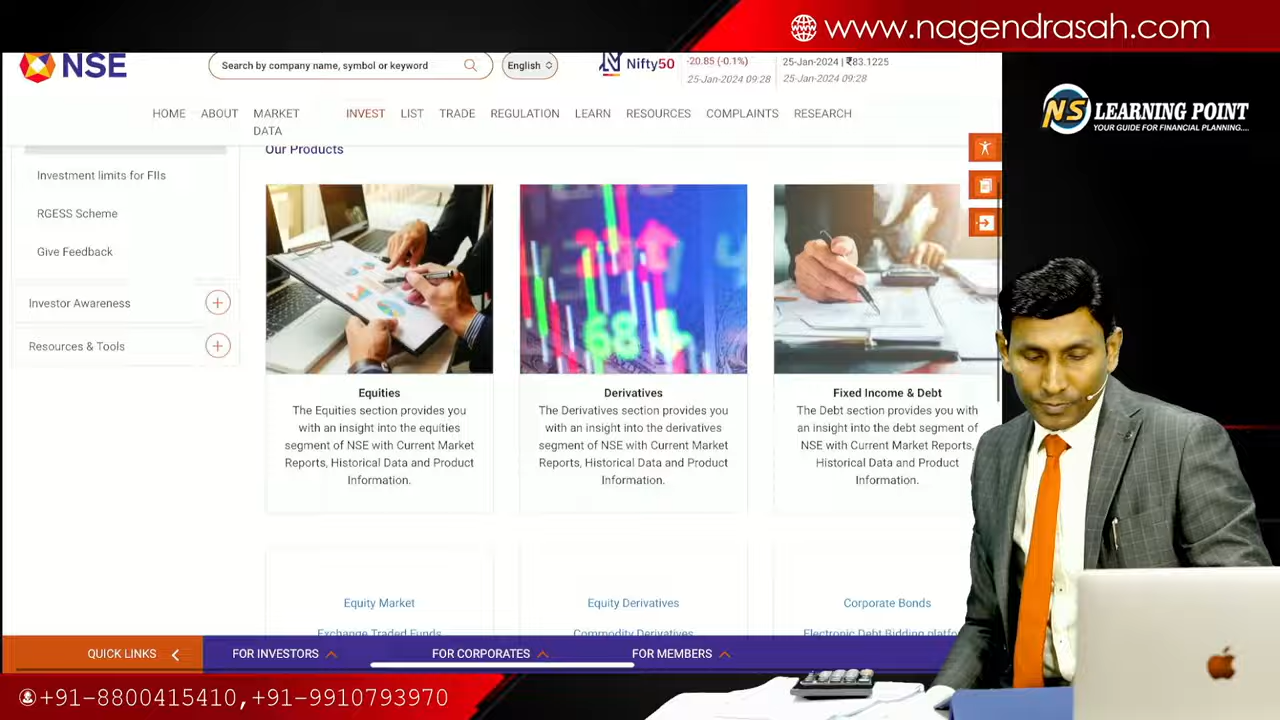 www.nagendrasah.com
NSE
Search by company name, symbol or keyword
English
Nifty50
-20.85 (-0.1%)
25-Jan-2024 09:28
25-Jan-2024 | ₹83.1225
25-Jan-2024 09:28
NS LEARNING POINT
YOUR GUIDE FOR FINANCIAL PLANNING....
HOME ABOUT MARKET DATA INVEST LIST TRADE REGULATION LEARN RESOURCES COMPLAINTS RESEARCH
Our Products
Investment limits for FIIs
RGESS Scheme
Give Feedback
Investor Awareness
Resources & Tools
Equities
The Equities section provides you
with an insight into the equities
segment of NSE with Current Market
Reports, Historical Data and Product
Information.
Derivatives
The Derivatives section provides you
with an insight into the derivatives
segment of NSE with Current Market
Reports, Historical Data and Product
Information.
Fixed Income & Debt
The Debt section provides you with
an insight into the debt segment of
NSE with Current Market Reports,
Historical Data and Product
Information.
Equity Market
Exchange Traded Funds
Equity Derivatives
Commodity Derivatives
Corporate Bonds
Electronic Debt Bidding
QUICK LINKS
FOR INVESTORS
FOR CORPORATES
FOR MEMBERS
+91-8800415410,+91-9910793970